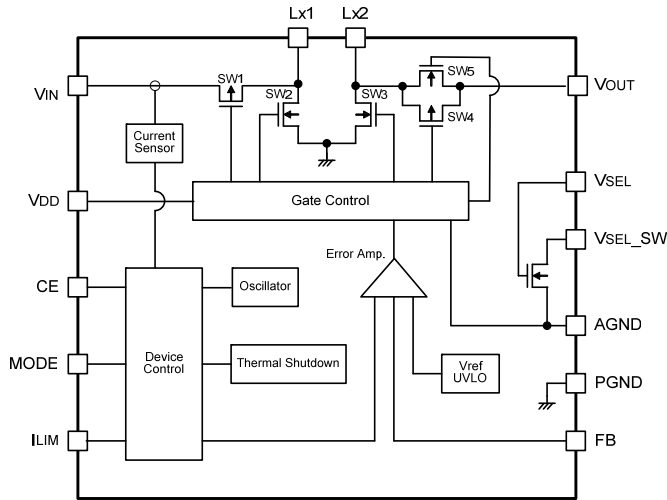 Lx1
Lx2
VIN
SW1
SW2
SW3
SW5
SW4
VOUT
Current
Sensor
VDD
Gate Control
VSEL
VSEL_SW
Error Amp.
CE
Oscillator
AGND
MODE
Device
Control
Thermal Shutdown
Vref
UVLO
PGND
ILIM
FB